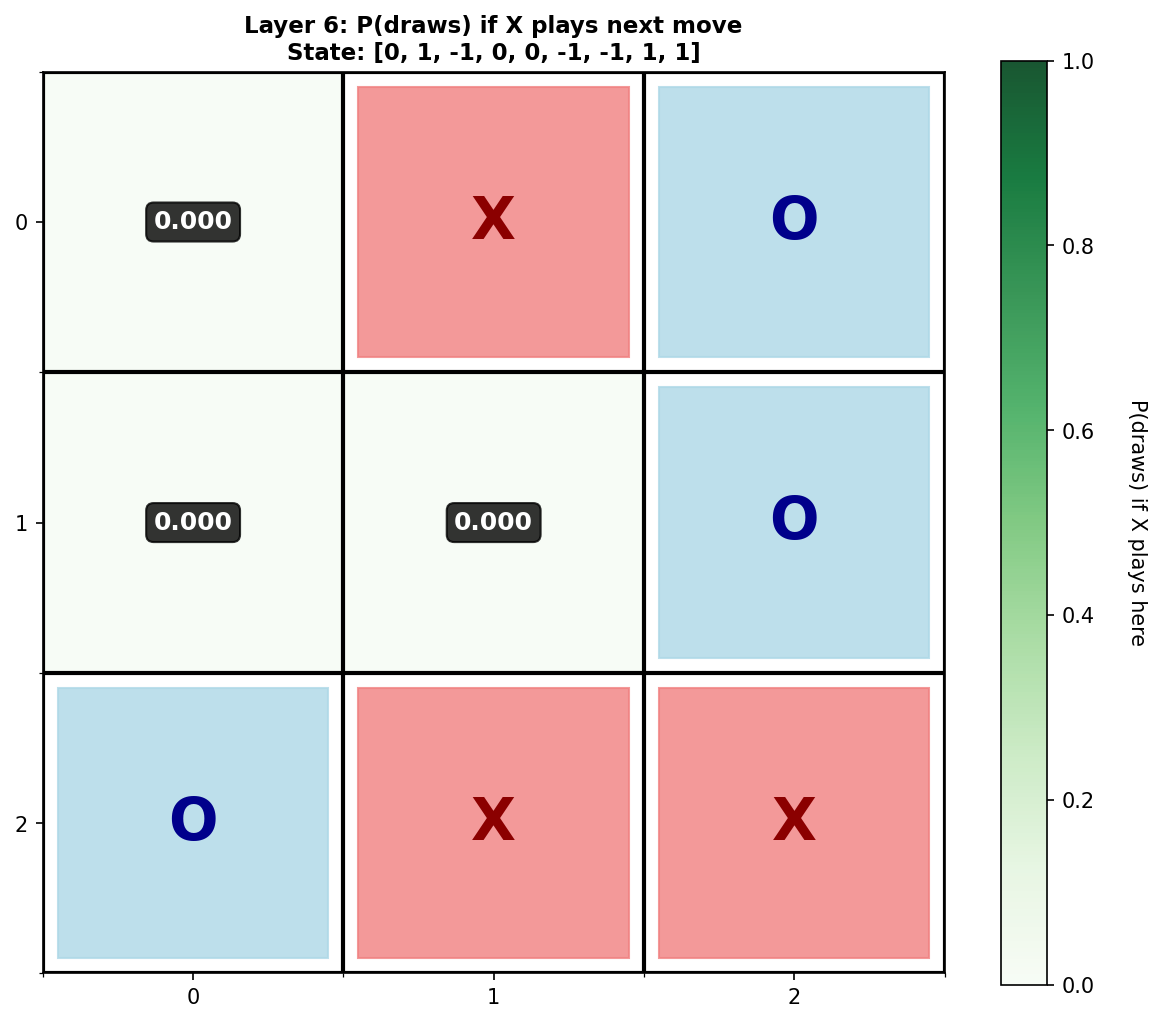 Layer 6: P(draws) if X plays next move
State: [0, 1, -1, 0, 0, -1, -1, 1, 1]
0
0.000
X
O
1
0.000
0.000
O
2
O
X
X
0
1
2
1.0
0.8
0.6
0.4
0.2
0.0
P(draws) if X plays here